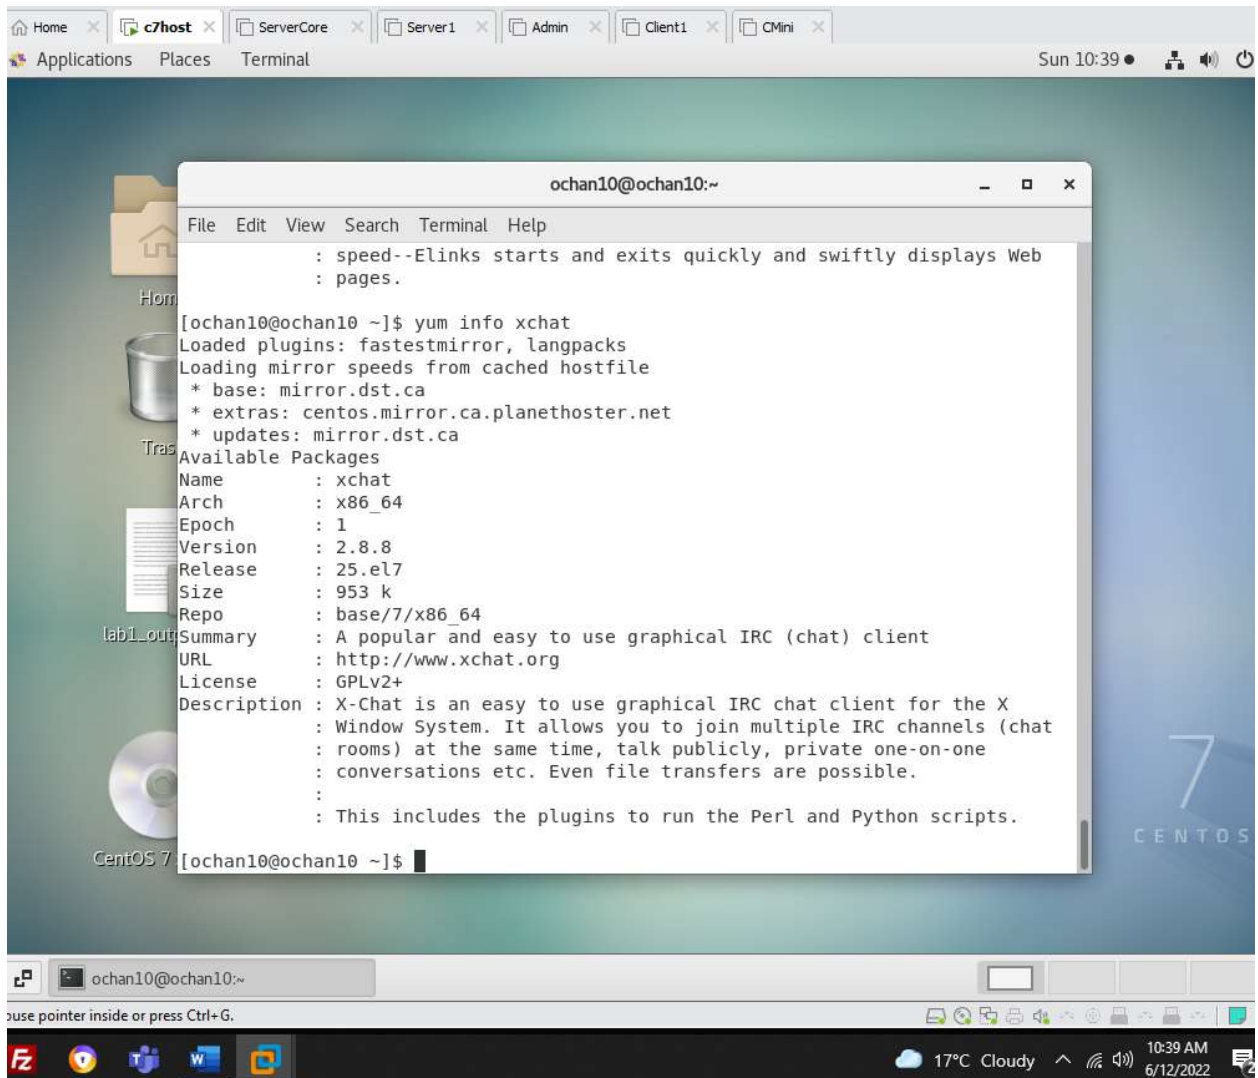 Home
c7host
ServerCore
Server1
Admin
Client1
CMini
Applications Places Terminal
Sun 10:39
ochan10@ochan10:~
File Edit View Search Terminal Help
: speed--Elinks starts and exits quickly and swiftly displays Web
: pages.
[ochan10@ochan10 ~]$ yum info xchat
Loaded plugins: fastestmirror, langpacks
Loading mirror speeds from cached hostfile
* base: mirror.dst.ca
* extras: centos.mirror.ca.planethoster.net
* updates: mirror.dst.ca
Available Packages
Name : xchat
Arch : x86_64
Epoch : 1
Version : 2.8.8
Release : 25.el7
Size : 953 k
Repo : base/7/x86_64
Summary : A popular and easy to use graphical IRC (chat) client
URL : http://www.xchat.org
License : GPLv2+
Description : X-Chat is an easy to use graphical IRC chat client for the X
: Window System. It allows you to join multiple IRC channels (chat
: rooms) at the same time, talk publicly, private one-on-one
: conversations etc. Even file transfers are possible.
:
: This includes the plugins to run the Perl and Python scripts.
[ochan10@ochan10 ~]$
Hom
Tras
lab1_outp
CentOS 7
7
CENTOS
ochan10@ochan10:~
ouse pointer inside or press Ctrl+G.
17°C Cloudy
10:39 AM
6/12/2022